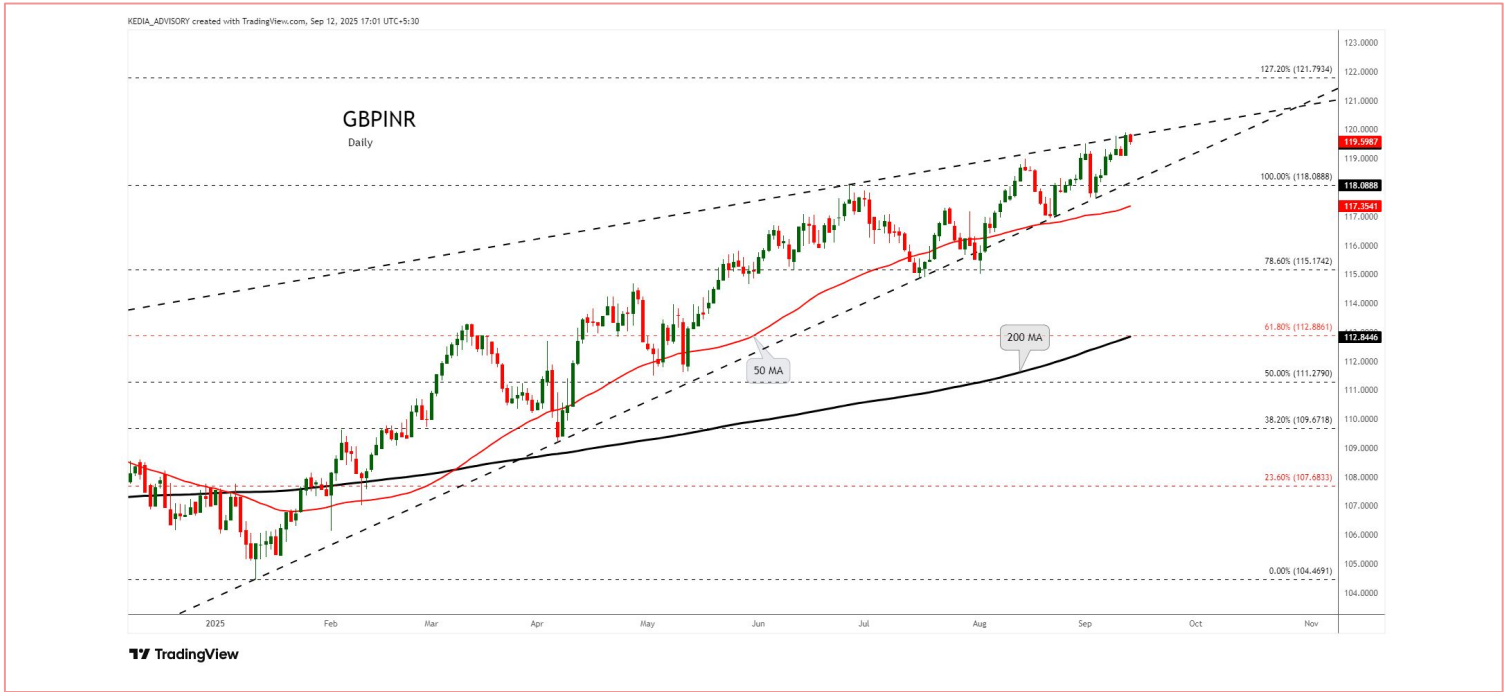 KEDIA_ADVISORY created with TradingView.com, Sep 12, 2025 17:01 UTC+5:30
123.0000
127.20% (121.7934)
122.0000
GBPINR
Daily
121.0000
120.0000
119.5987
119.0000
100.00% (118.0888)
118.0888
117.3541
117.0000
116.0000
78.60% (115.1742)
115.0000
114.0000
61.80% (112.8861)
112.8446
200 MA
50 MA
112.0000
50.00% (111.2790)
111.0000
110.0000
38.20% (109.6718)
109.0000
23.60% (107.6833)
108.0000
107.0000
106.0000
105.0000
0.00% (104.4691)
104.0000
2025
Feb
Mar
Apr
May
Jun
Jul
Aug
Sep
Oct
Nov
TradingView